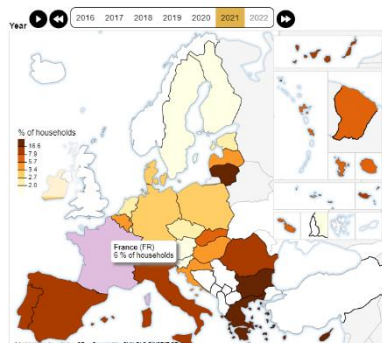 Year 2016 2017 2018 2019 2020 2021 2022
% of households
16.6
7.9
5.7
3.4
2.7
2.0
France (FR)
6 % of households